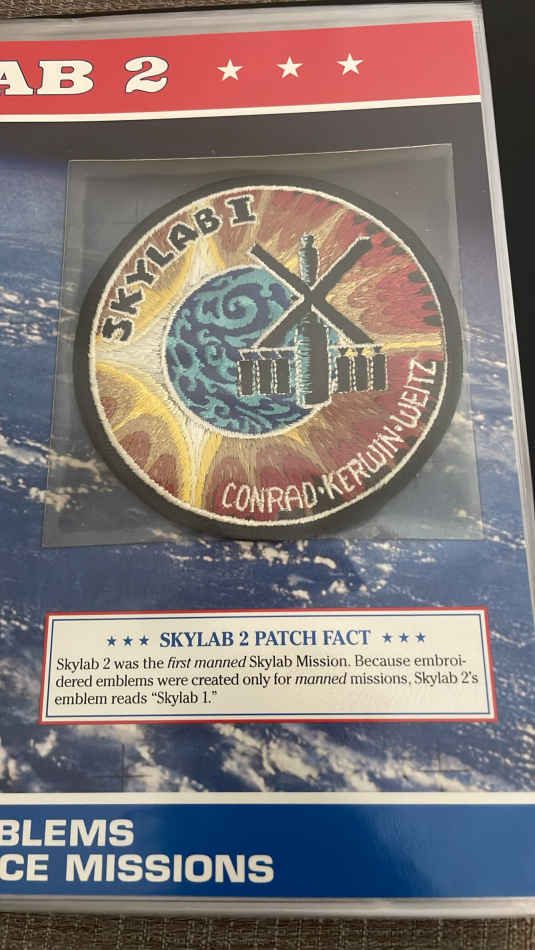 AB 2 ★ ★ ★
SKYLAB I
CONRAD·KERWIN·WEITZ
★ ★ ★ SKYLAB 2 PATCH FACT ★ ★ ★
Skylab 2 was the first manned Skylab Mission. Because embroi-
dered emblems were created only for manned missions, Skylab 2's
emblem reads “Skylab 1.”
BLEMS
CE MISSIONS